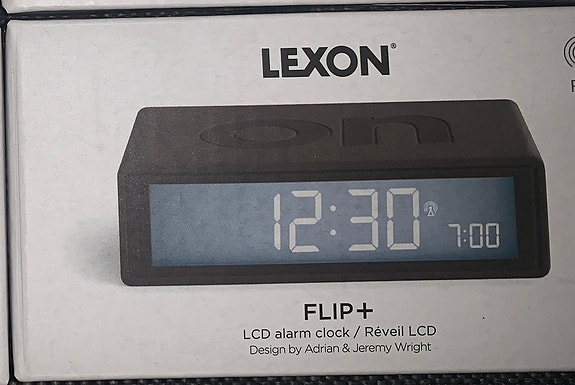 LEXON®
on
12:30
7:00
FLIP+
LCD alarm clock / Réveil LCD
Design by Adrian & Jeremy Wright